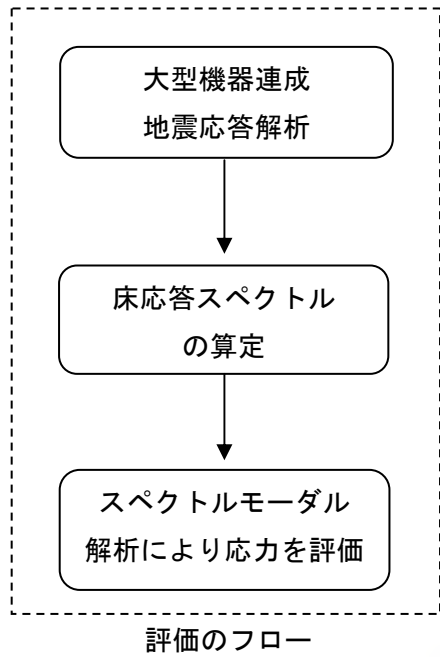 大型機器連成
地震応答解析
床応答スペクトル
の算定
スペクトルモーダル
解析により応力を評価
評価のフロー